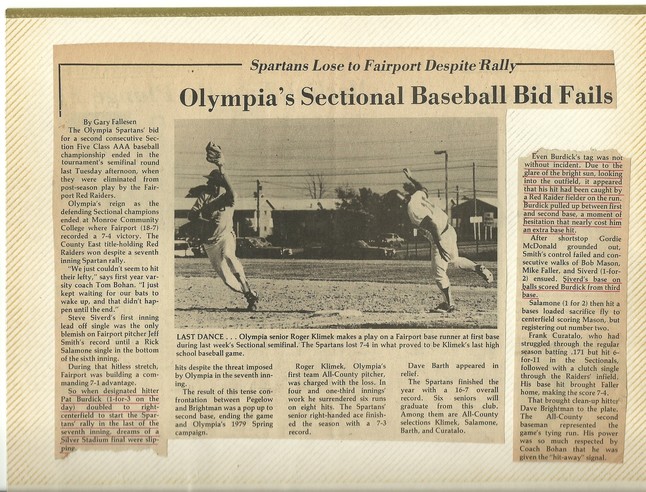 Spartans Lose to Fairport Despite Rally
Olympia's Sectional Baseball Bid Fails
By Gary Fallesen
The Olympia Spartans' bid
for a second consecutive Sec-
tion Five Class AAA baseball
championship ended in the
tournament's semifinal round
last Tuesday afternoon, when
they were eliminated from
post-season play by the Fair-
port Red Raiders.
Olympia's reign as the
defending Sectional champions
ended at Monroe Community
College where Fairport (18-7)
recorded a 7-4 victory. The
County East title-holding Red
Raiders won despite a seventh
inning Spartan rally.
"We just couldn't seem to hit
their lefty," says first year var-
sity coach Tom Bohan. "I just
kept waiting for our bats to
wake up, and that didn't hap-
pen until the end."
Steve Siverd's first inning
lead off single was the only
blemish on Fairport pitcher Jeff
Smith's record until a Rick
Salamone single in the bottom
of the sixth inning.
During that hitless stretch,
Fairport was building a com-
manding 7-1 advantage.
So when designated hitter
Pat Burdick (1-for-3 on the
day) doubled to right-
centerfield to start the Spar-
tans' rally in the last of the
seventh inning, dreams of a
Silver Stadium final were slip-
ping.
Even Burdick's tag was not
without incident. Due to the
glare of the bright sun, looking
into the outfield, it appeared
that his hit had been caught by
a Red Raider fielder on the run.
Burdick pulled up between first
and second base, a moment of
hesitation that nearly cost him
an extra base hit.
After shortstop Gordie
McDonald grounded out,
Smith's control failed and con-
secutive walks of Bob Mason,
Mike Faller, and Siverd (1-for-
2) ensued. Siverd's base on
balls scored Burdick from third
base.
Salamone (1 for 2) then hit a
bases loaded sacrifice fly to
centerfield scoring Mason, but
registering out number two.
Frank Curatalo, who had
struggled through the regular
season batting .171 but hit 6-
for-11 in the Sectionals,
followed with a clutch single
through the Raiders' infield.
His base hit brought Faller
home, making the score 7-4.
That brought clean-up hitter
Dave Brightman to the plate.
The All-County second
baseman represented the
game's tying run. His power
was so much respected by
Coach Bohan that he was
given the "hit-away" signal.
LAST DANCE . . . Olympia senior Roger Klimek makes a play on a Fairport base runner at first base
during last week's Sectional semifinal. The Spartans lost 7-4 in what proved to be Klimek's last high
school baseball game.
hits despite the threat imposed
by Olympia in the seventh inn-
ing.
The result of this tense con-
frontation between Pegelow
and Brightman was a pop up to
second base, ending the game
and Olympia's 1979 Spring
campaign.
Roger Klimek, Olympia's
first team All-County pitcher,
was charged with the loss. In
four and one-third innings'
work he surrendered six runs
on eight hits. The Spartans'
senior right-handed ace finish-
ed the season with a 7-3
record.
Dave Barth appeared in
relief.
The Spartans finished the
year with a 16-7 overall
record. Six seniors will
graduate from this club.
Among them are All-County
selections Klimek, Salamone,
Barth, and Curatalo.